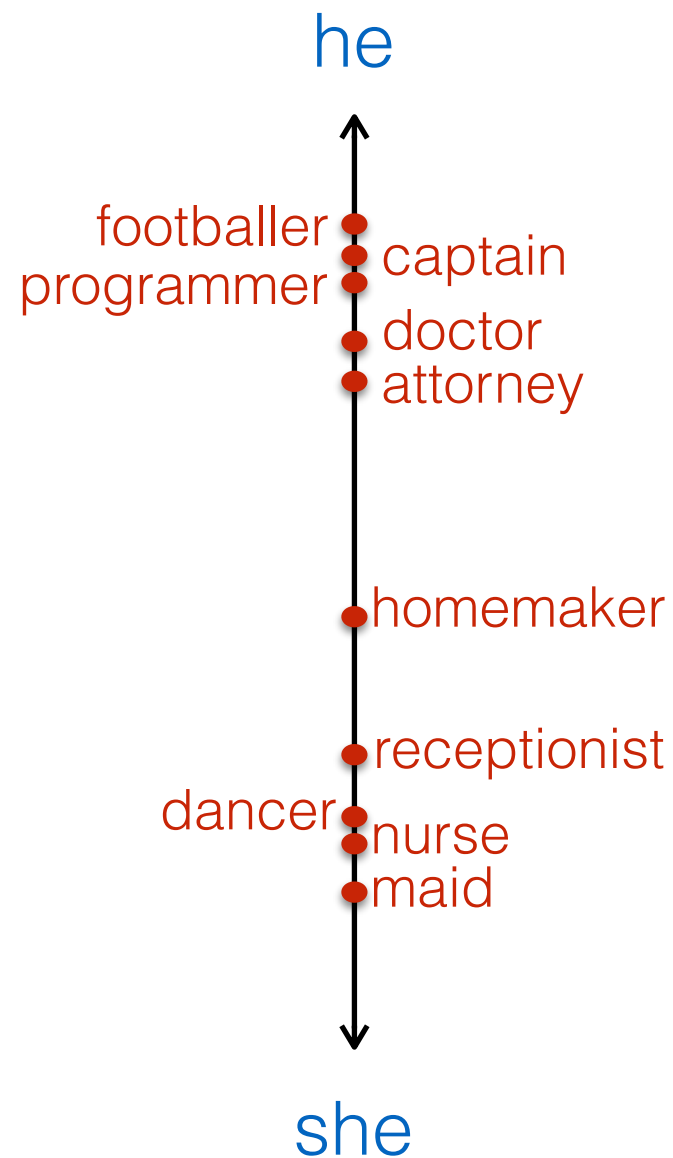 he
footballer
captain
programmer
doctor
attorney
homemaker
receptionist
dancer
nurse
maid
she